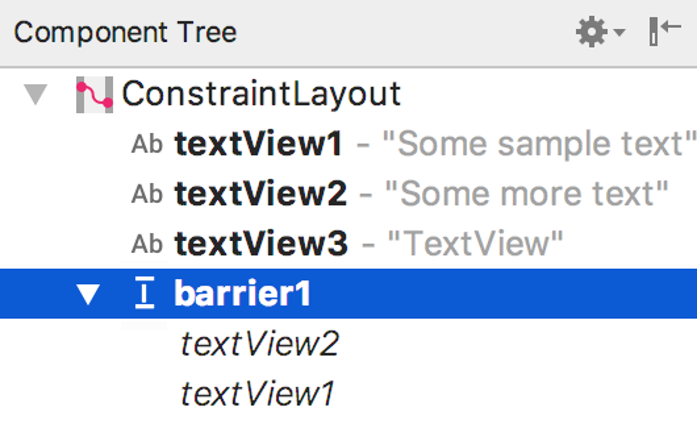 Component Tree
ConstraintLayout
Ab textView1 - "Some sample text"
Ab textView2 - "Some more text"
Ab textView3 - "TextView"
barrier1
textView2
textView1